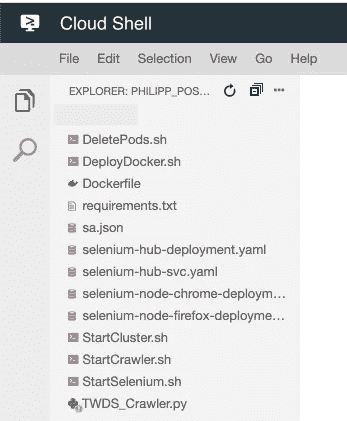 Cloud Shell
File Edit Selection View Go Help
EXPLORER: PHILIPP_POS...
DeletePods.sh
DeployDocker.sh
Dockerfile
requirements.txt
sa.json
selenium-hub-deployment.yaml
selenium-hub-svc.yaml
selenium-node-chrome-deploym...
selenium-node-firefox-deployme...
StartCluster.sh
StartCrawler.sh
StartSelenium.sh
TWDS_Crawler.py